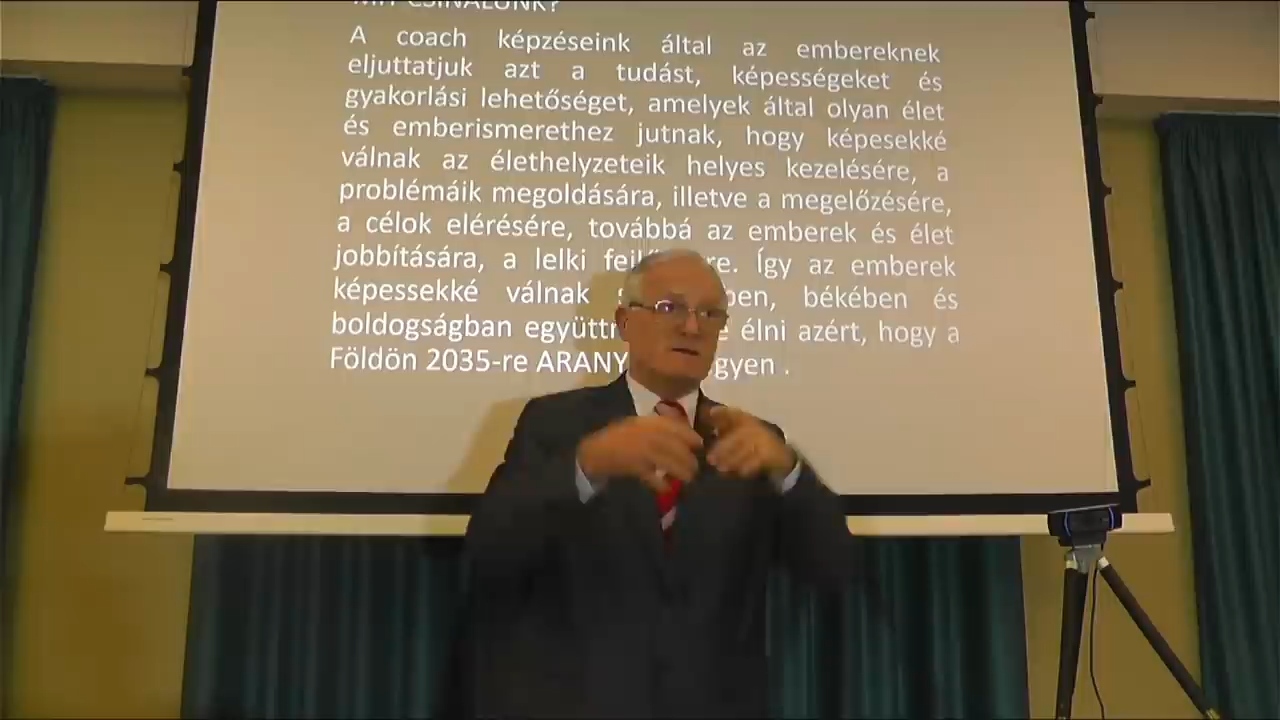 MIT CSINÁLUNK?
A coach képzéseink által az embereknek
eljuttatjuk azt a tudást, képességeket és
gyakorlási lehetőséget, amelyek által olyan élet
és emberismerethez jutnak, hogy képesekké
válnak az élethelyzeteik helyes kezelésére, a
problémáik megoldására, illetve a megelőzésére,
a célok elérésére, továbbá az emberek és élet
jobbítására, a lelki re. Így az emberek
képessekké válnak ben, békében és
boldogságban élni azért, hogy a
Földön 2035-re ARANY gyen .